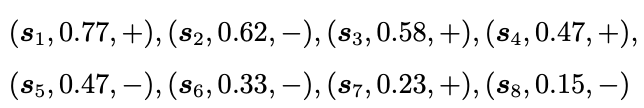 (s₁, 0.77, +), (s₂, 0.62, −), (s₃, 0.58, +), (s₄, 0.47, +),
(s₅, 0.47, −), (s₆, 0.33, −), (s₇, 0.23, +), (s₈, 0.15, −)